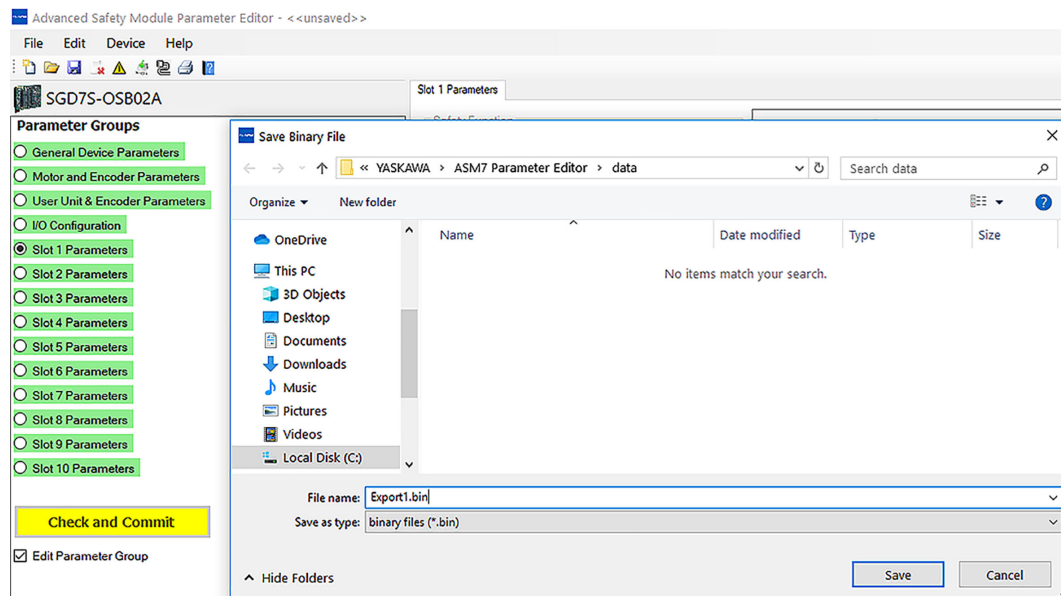 Advanced Safety Module Parameter Editor - <<unsaved>>
File Edit Device Help
SGD7S-OSB02A
Slot 1 Parameters
Parameter Groups
Safety Function
General Device Parameters
Motor and Encoder Parameters
User Unit & Encoder Parameters
I/O Configuration
Slot 1 Parameters
Slot 2 Parameters
Slot 3 Parameters
Slot 4 Parameters
Slot 5 Parameters
Slot 6 Parameters
Slot 7 Parameters
Slot 8 Parameters
Slot 9 Parameters
Slot 10 Parameters
Check and Commit
Edit Parameter Group
Save Binary File
« YASKAWA › ASM7 Parameter Editor › data
Search data
Organize New folder
Name Date modified Type Size
No items match your search.
OneDrive
This PC
3D Objects
Desktop
Documents
Downloads
Music
Pictures
Videos
Local Disk (C:)
File name: Export1.bin
Save as type: binary files (*.bin)
Hide Folders
Save Cancel